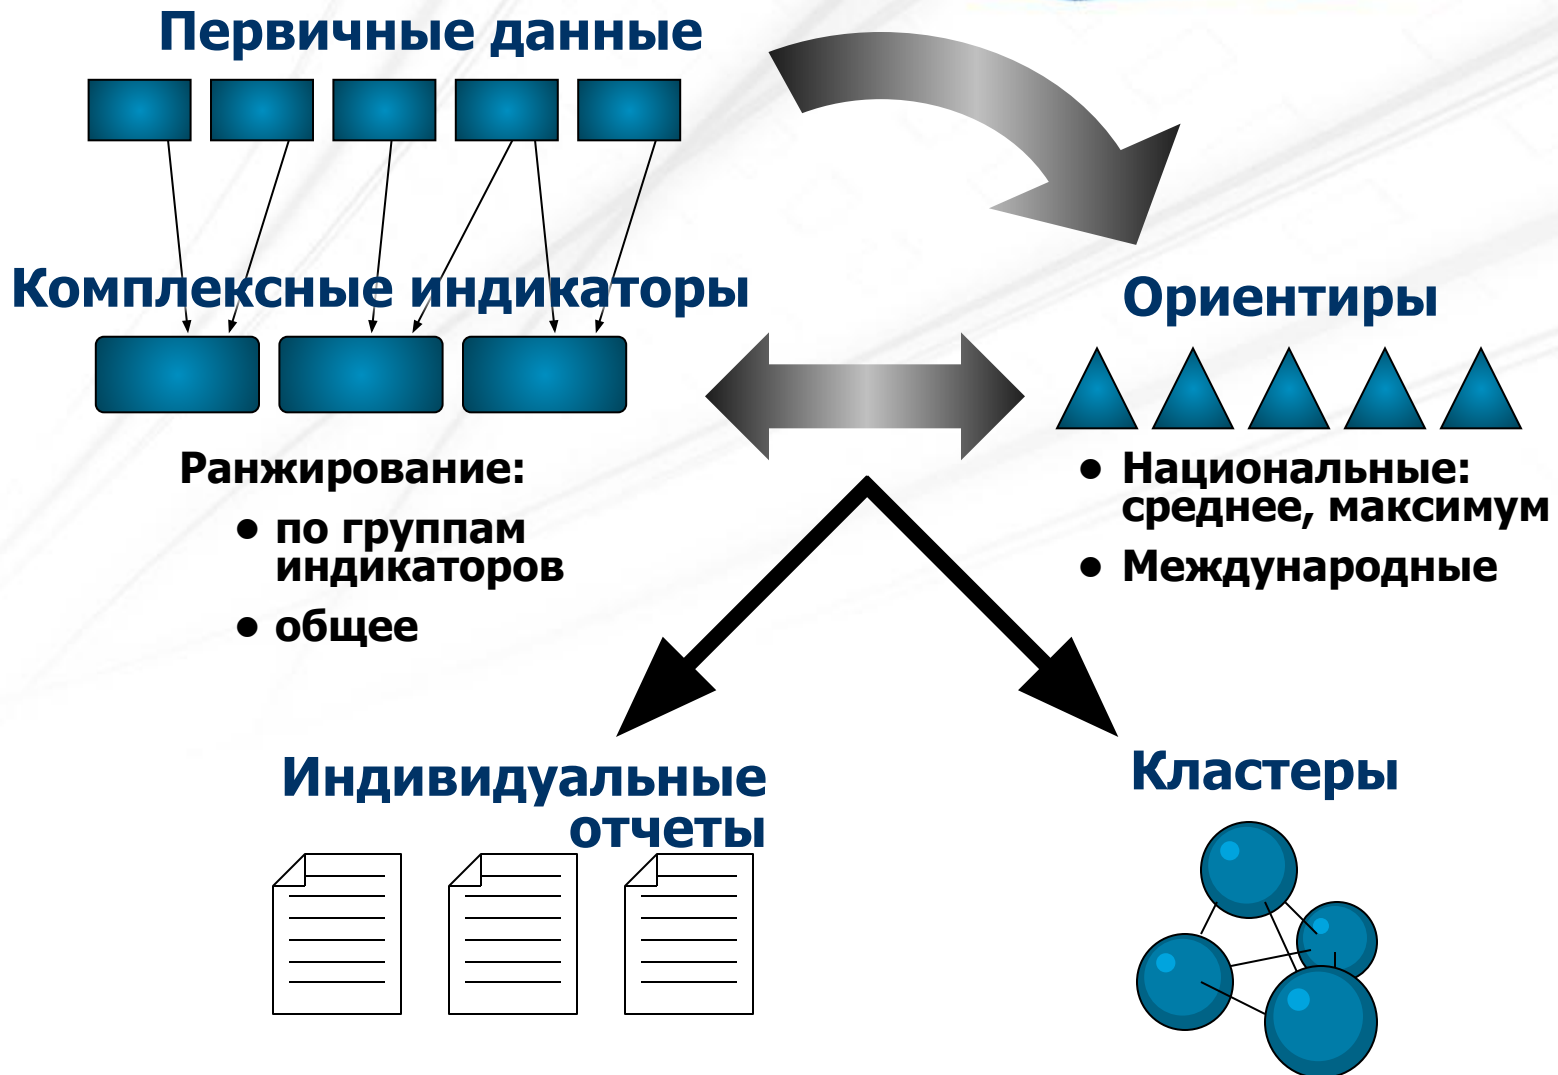 Первичные данные
Комплексные индикаторы
Ориентиры
Ранжирование:
• по группам
индикаторов
• общее
• Национальные:
среднее, максимум
• Международные
Индивидуальные
отчеты
Кластеры